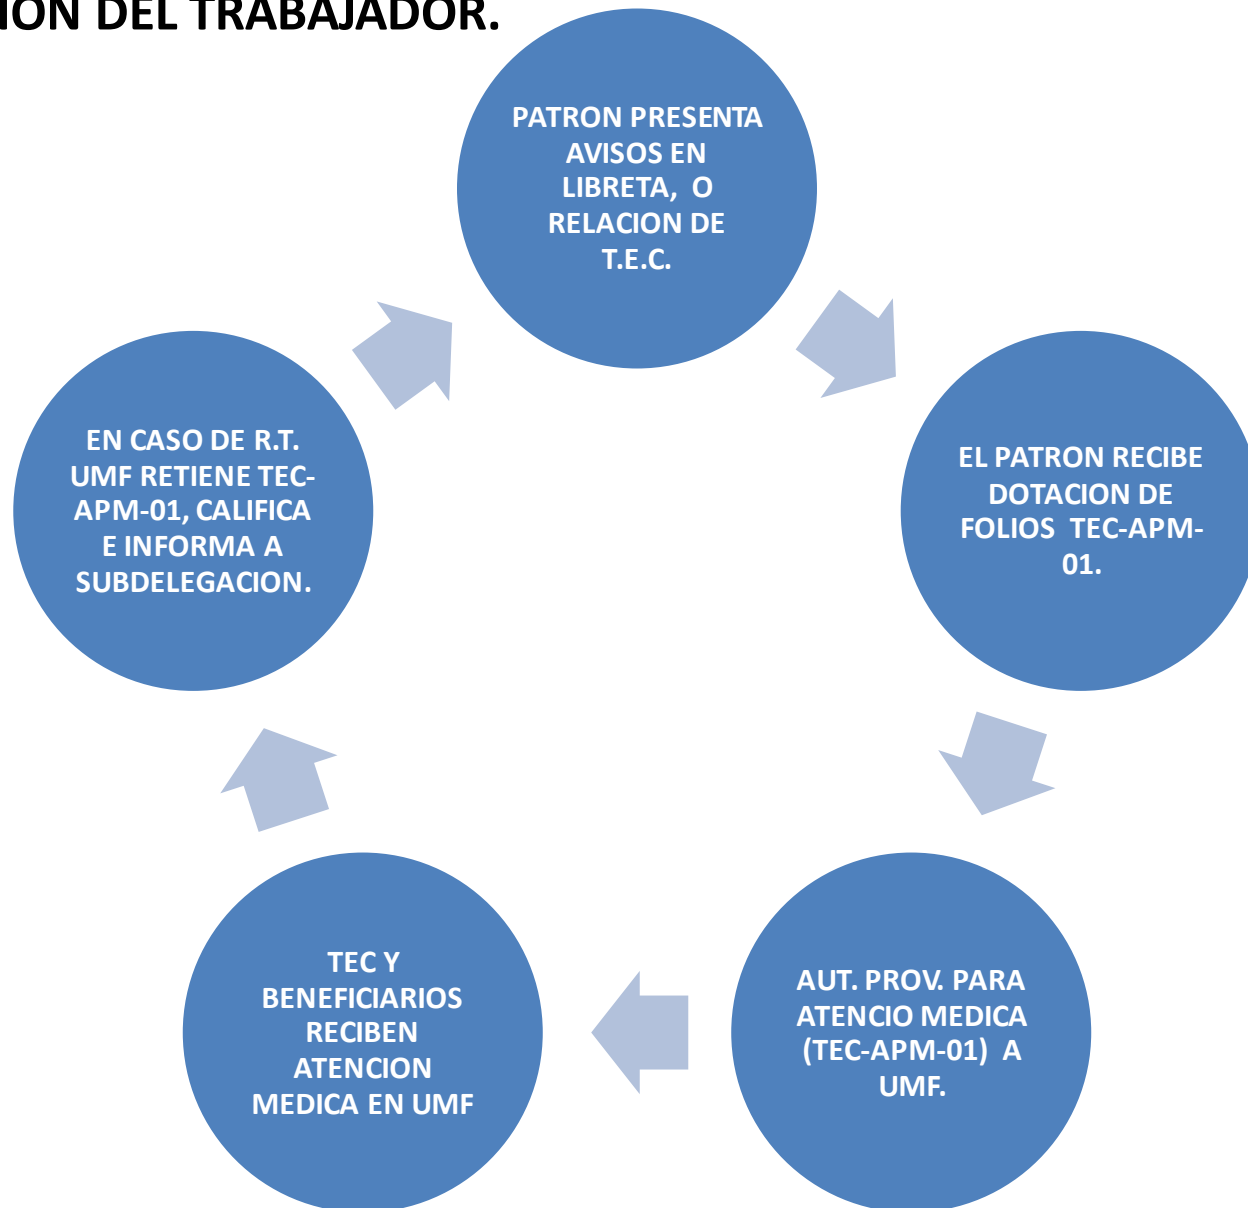 ION DEL TRABAJADOR.
PATRON PRESENTA
AVISOS EN
LIBRETA, O
RELACION DE
T.E.C.
EL PATRON RECIBE
DOTACION DE
FOLIOS TEC-APM-
01.
AUT. PROV. PARA
ATENCIO MEDICA
(TEC-APM-01) A
UMF.
TEC Y
BENEFICIARIOS
RECIBEN
ATENCION
MEDICA EN UMF
EN CASO DE R.T.
UMF RETIENE TEC-
APM-01, CALIFICA
E INFORMA A
SUBDELEGACION.